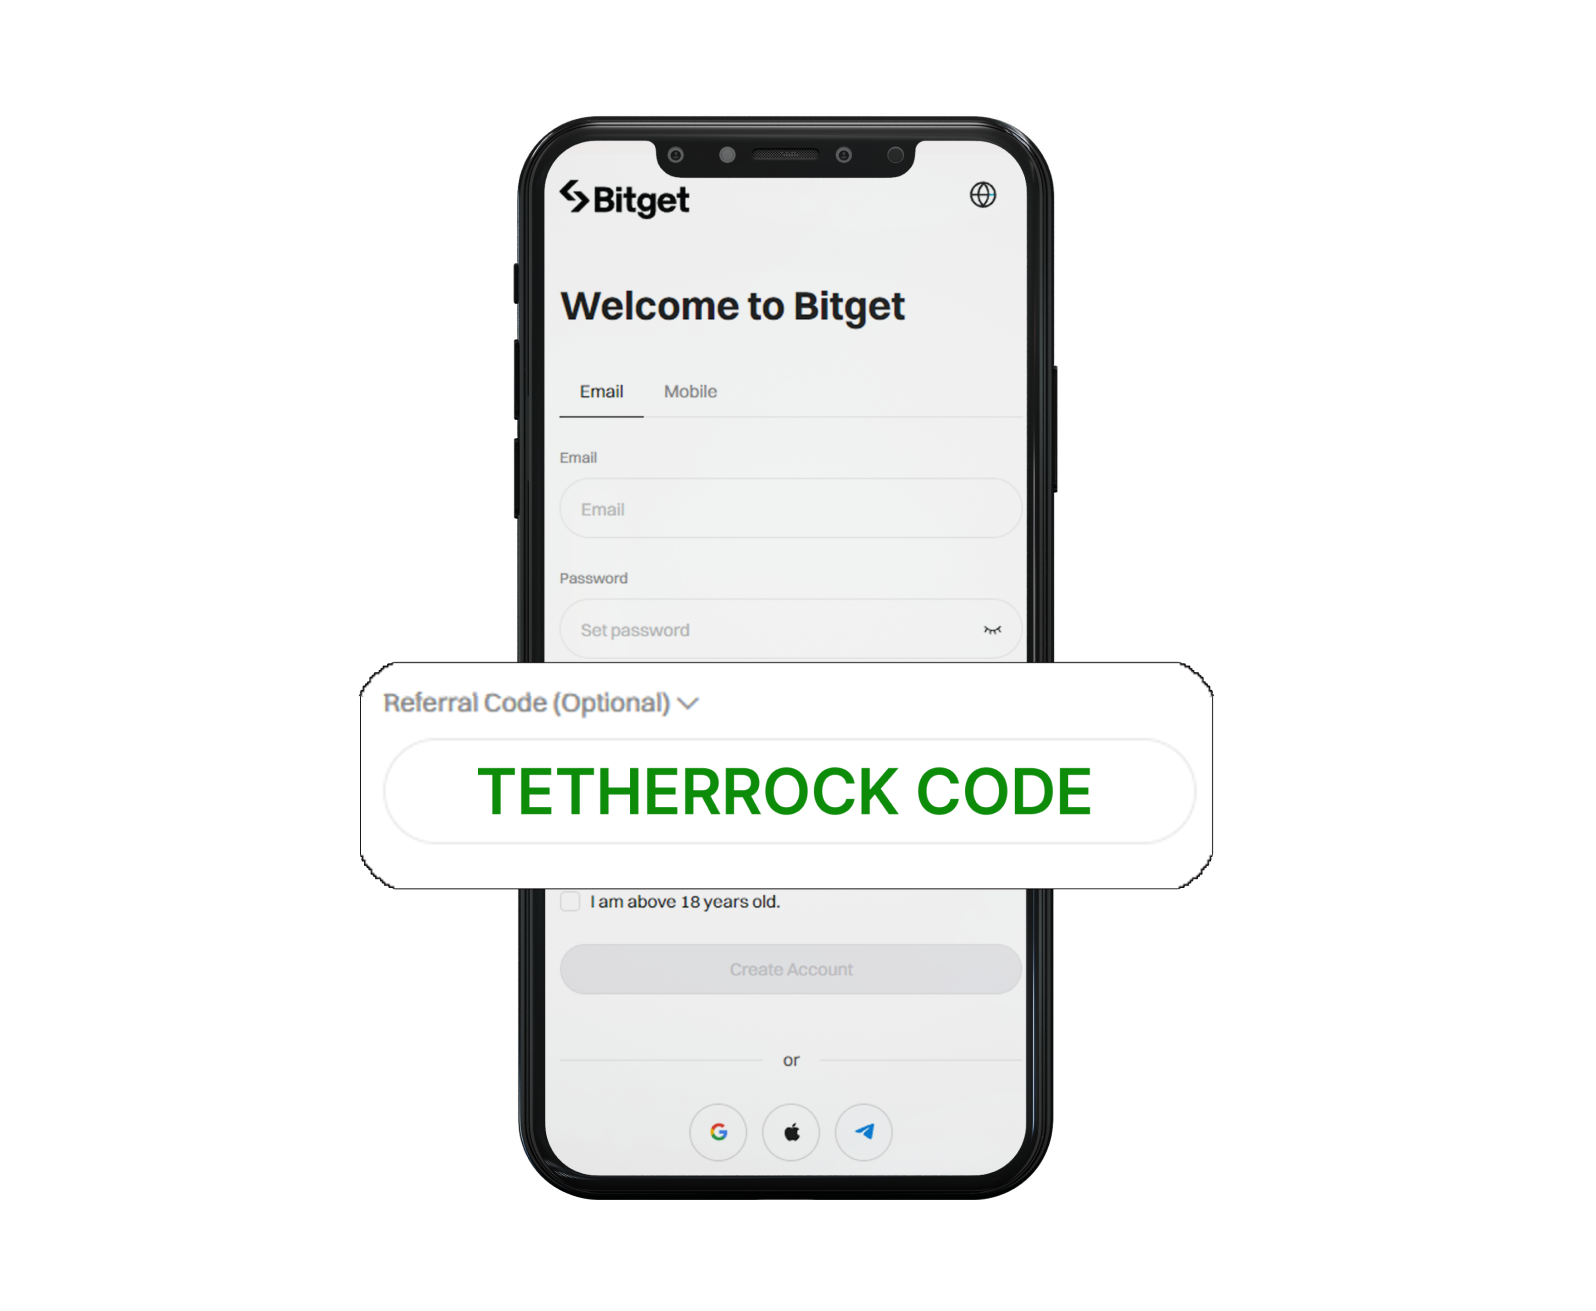 Bitget
Welcome to Bitget
Email Mobile
Email
Email
Password
Set password
Referral Code (Optional)
TETHERROCK CODE
I am above 18 years old.
Create Account
or